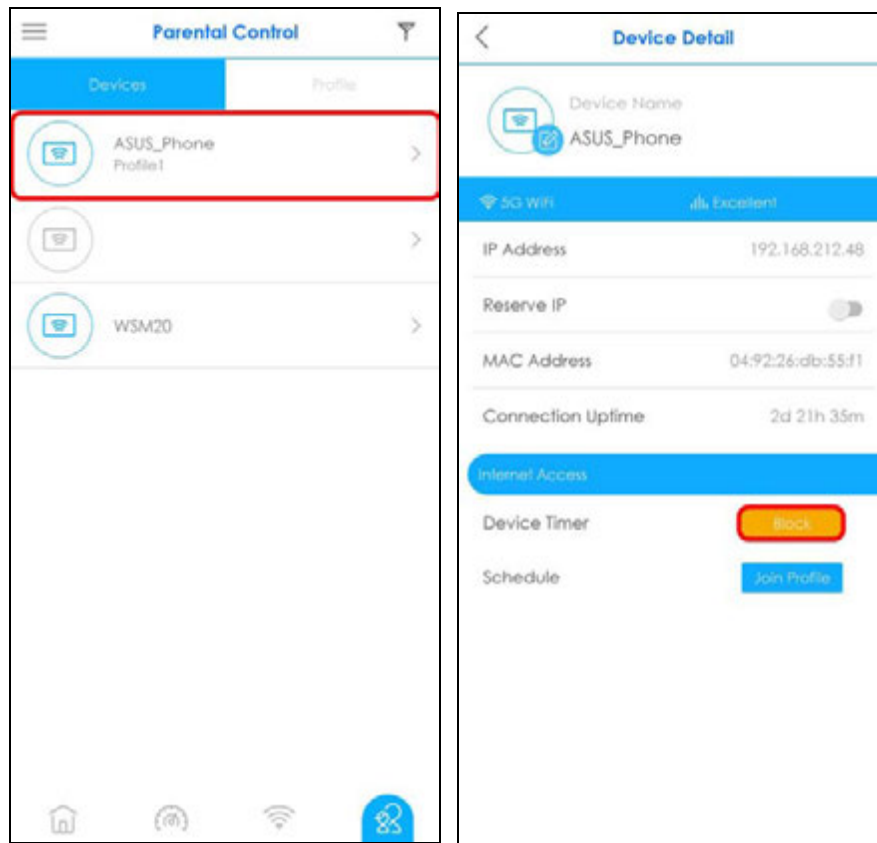 Parental Control
Devices
Profile
ASUS_Phone
Profile1
WSM20
Device Detail
Device Name
ASUS_Phone
5G WiFi
Excellent
IP Address
192.168.212.48
Reserve IP
MAC Address
04:92:26:db:55:f1
Connection Uptime
2d 21h 35m
Internet Access
Device Timer
Block
Schedule
Join Profile